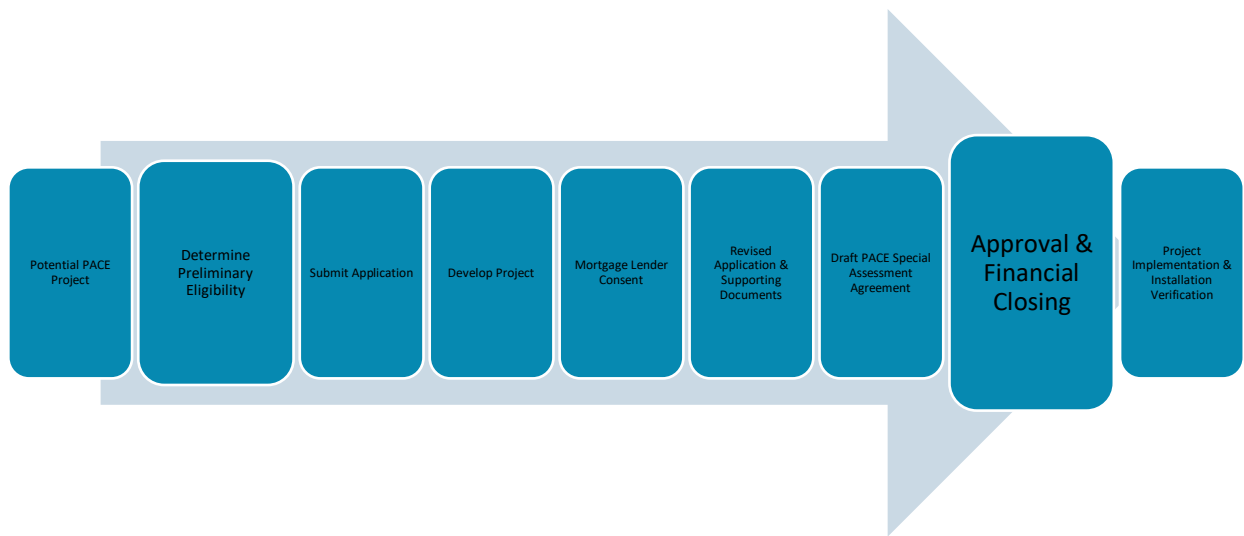 Potential PACE
Project
Determine
Preliminary
Eligibility
Submit Application
Develop Project
Mortgage Lender
Consent
Revised
Application &
Supporting
Documents
Draft PACE Special
Assessment
Agreement
Approval &
Financial
Closing
Project
Implementation &
Installation
Verification